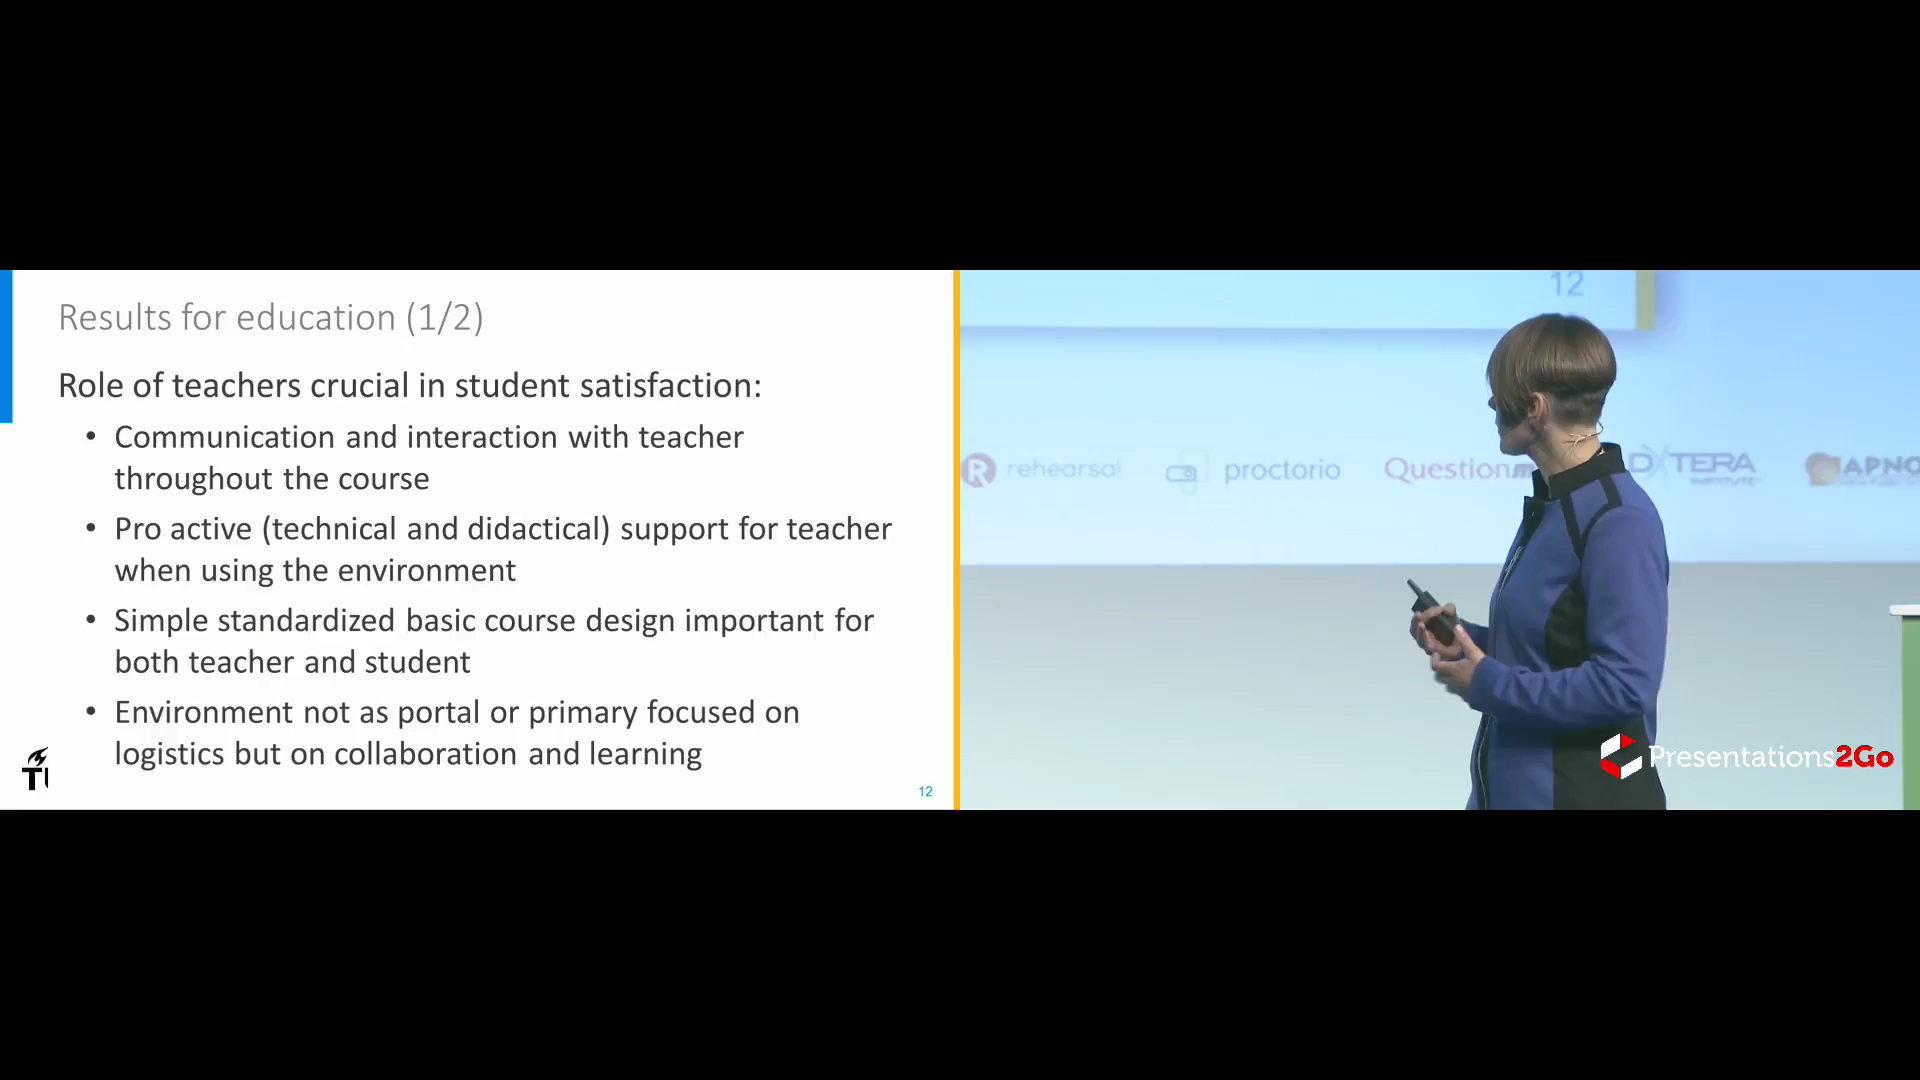 Results for education (1/2)
Role of teachers crucial in student satisfaction:
• Communication and interaction with teacher
throughout the course
• Pro active (technical and didactical) support for teacher
when using the environment
• Simple standardized basic course design important for
both teacher and student
• Environment not as portal or primary focused on
logistics but on collaboration and learning
12
12
rehearsal
proctorio
Question
DXTERA
INSTITUTE
Presentations2Go